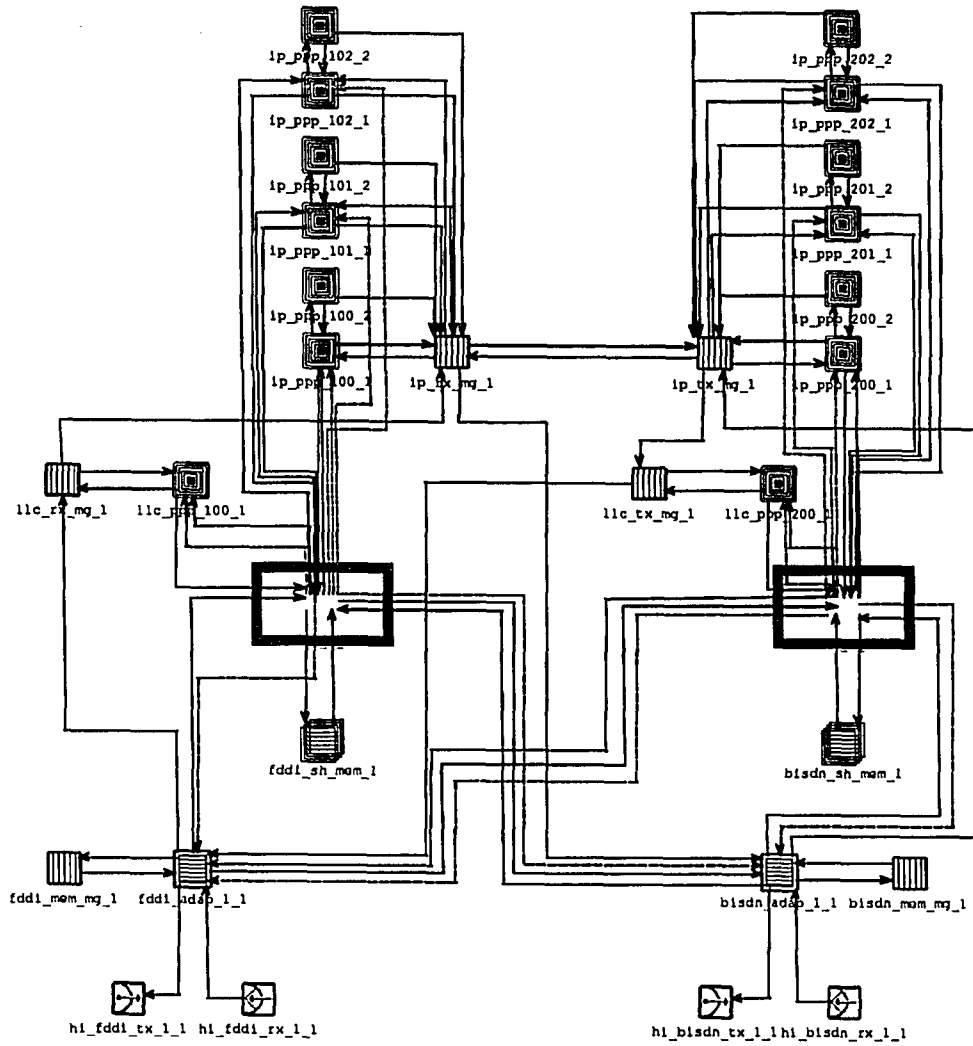 ip_ppp_102_2
ip_ppp_202_2
ip_ppp_102_1
ip_ppp_202_1
ip_ppp_101_2
ip_ppp_201_2
ip_ppp_101_1
ip_ppp_201_1
ip_ppp_100_2
ip_ppp_200_2
ip_ppp_100_1
ip_tx_mg_1
ip_tx_mg_1
ip_ppp_200_1
llc_rx_mg_1
llc_ppp_100_1
llc_tx_mg_1
llc_ppp_200_1
fddi_sh_mem_1
bisdn_sh_mem_1
fddi_mem_mg_1
fddi_adap_1_1
bisdn_adap_1_1
bisdn_mem_mg_1
hi_fddi_tx_1_1
hi_fddi_rx_1_1
hi_bisdn_tx_1_1
hi_bisdn_rx_1_1